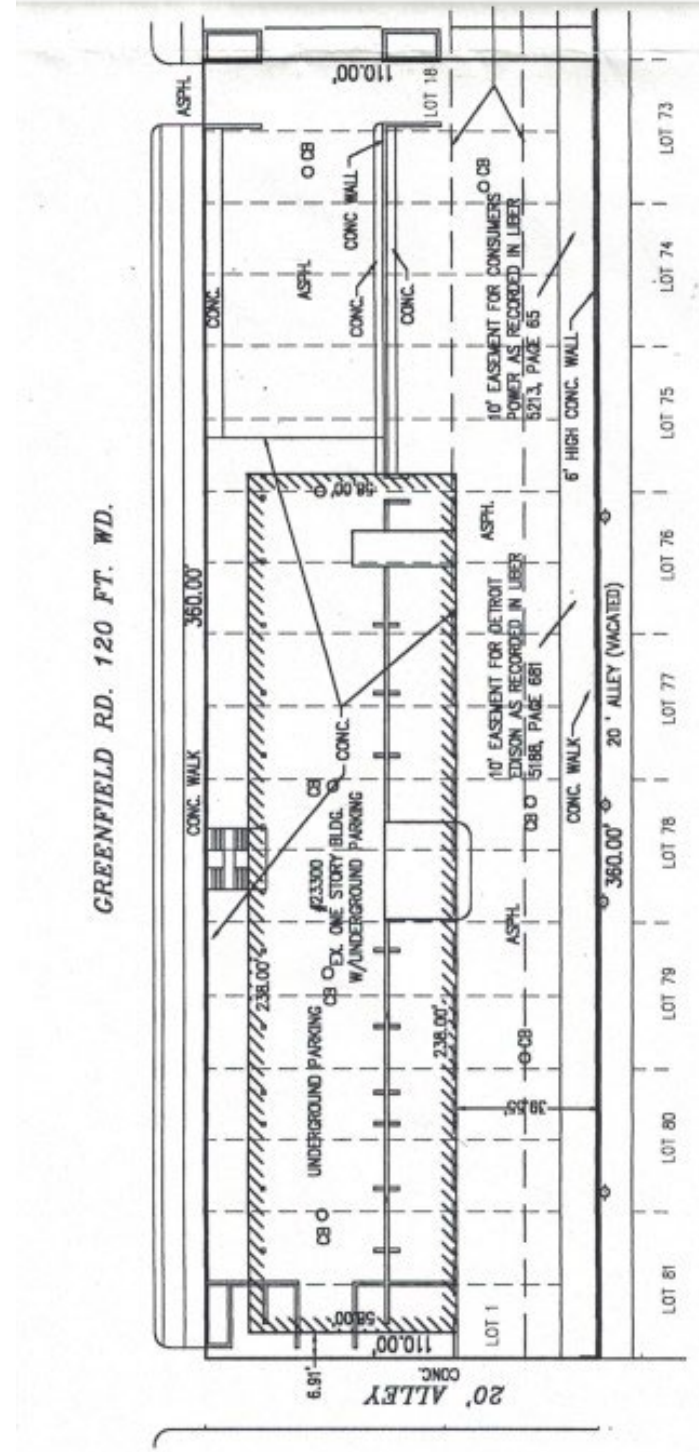 GREENFIELD RD. 120 FT. WD.
CONC. WALK
360.00'
ASPH.
CONC.
110.00'
LOT 18
CB
ASPH.
CONC WALL
CONC.
CONC.
CB
10' EASEMENT FOR CONSUMERS
POWER AS RECORDED IN LIBER
5213, PAGE 65
58.00'
238.00'
UNDERGROUND PARKING
CB
CB
#23300
EX. ONE STORY BLDG.
W/UNDERGROUND PARKING
CB
CONC.
238.00'
58.00'
6.91'
110.00'
CONC.
20' ALLEY
LOT 1
39.55'
CB
ASPH.
CB
10' EASEMENT FOR DETROIT
EDISON AS RECORDED IN LIBER
5188, PAGE 681
ASPH.
CONC. WALK
6' HIGH CONC. WALL
360.00'
20 ' ALLEY (VACATED)
LOT 81
LOT 80
LOT 79
LOT 78
LOT 77
LOT 76
LOT 75
LOT 74
LOT 73